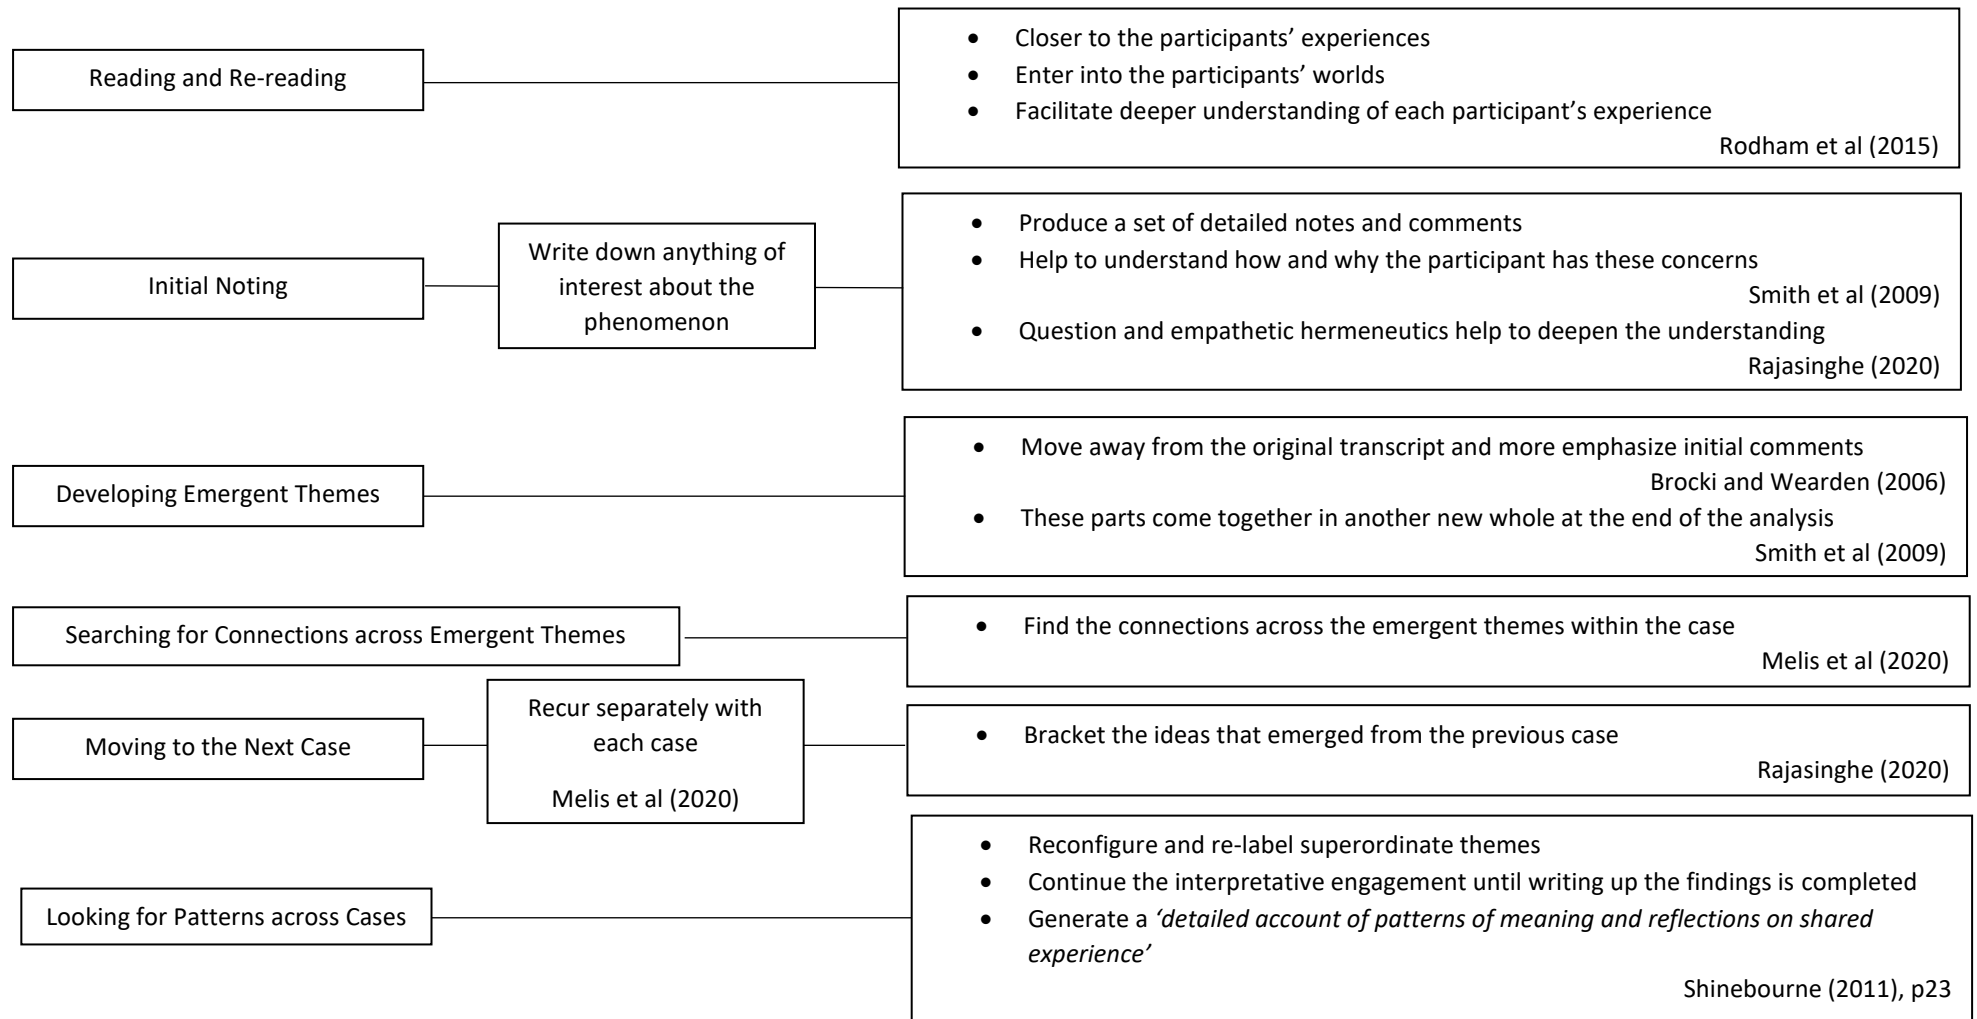 Reading and Re-reading
• Closer to the participants’ experiences
• Enter into the participants’ worlds
• Facilitate deeper understanding of each participant’s experience
Rodham et al (2015)
Initial Noting
Write down anything of
interest about the
phenomenon
• Produce a set of detailed notes and comments
• Help to understand how and why the participant has these concerns
Smith et al (2009)
• Question and empathetic hermeneutics help to deepen the understanding
Rajasinghe (2020)
Developing Emergent Themes
• Move away from the original transcript and more emphasize initial comments
Brocki and Wearden (2006)
• These parts come together in another new whole at the end of the analysis
Smith et al (2009)
Searching for Connections across Emergent Themes
• Find the connections across the emergent themes within the case
Melis et al (2020)
Moving to the Next Case
Recur separately with
each case
Melis et al (2020)
• Bracket the ideas that emerged from the previous case
Rajasinghe (2020)
Looking for Patterns across Cases
• Reconfigure and re-label superordinate themes
• Continue the interpretative engagement until writing up the findings is completed
• Generate a ‘detailed account of patterns of meaning and reflections on shared
experience’
Shinebourne (2011), p23